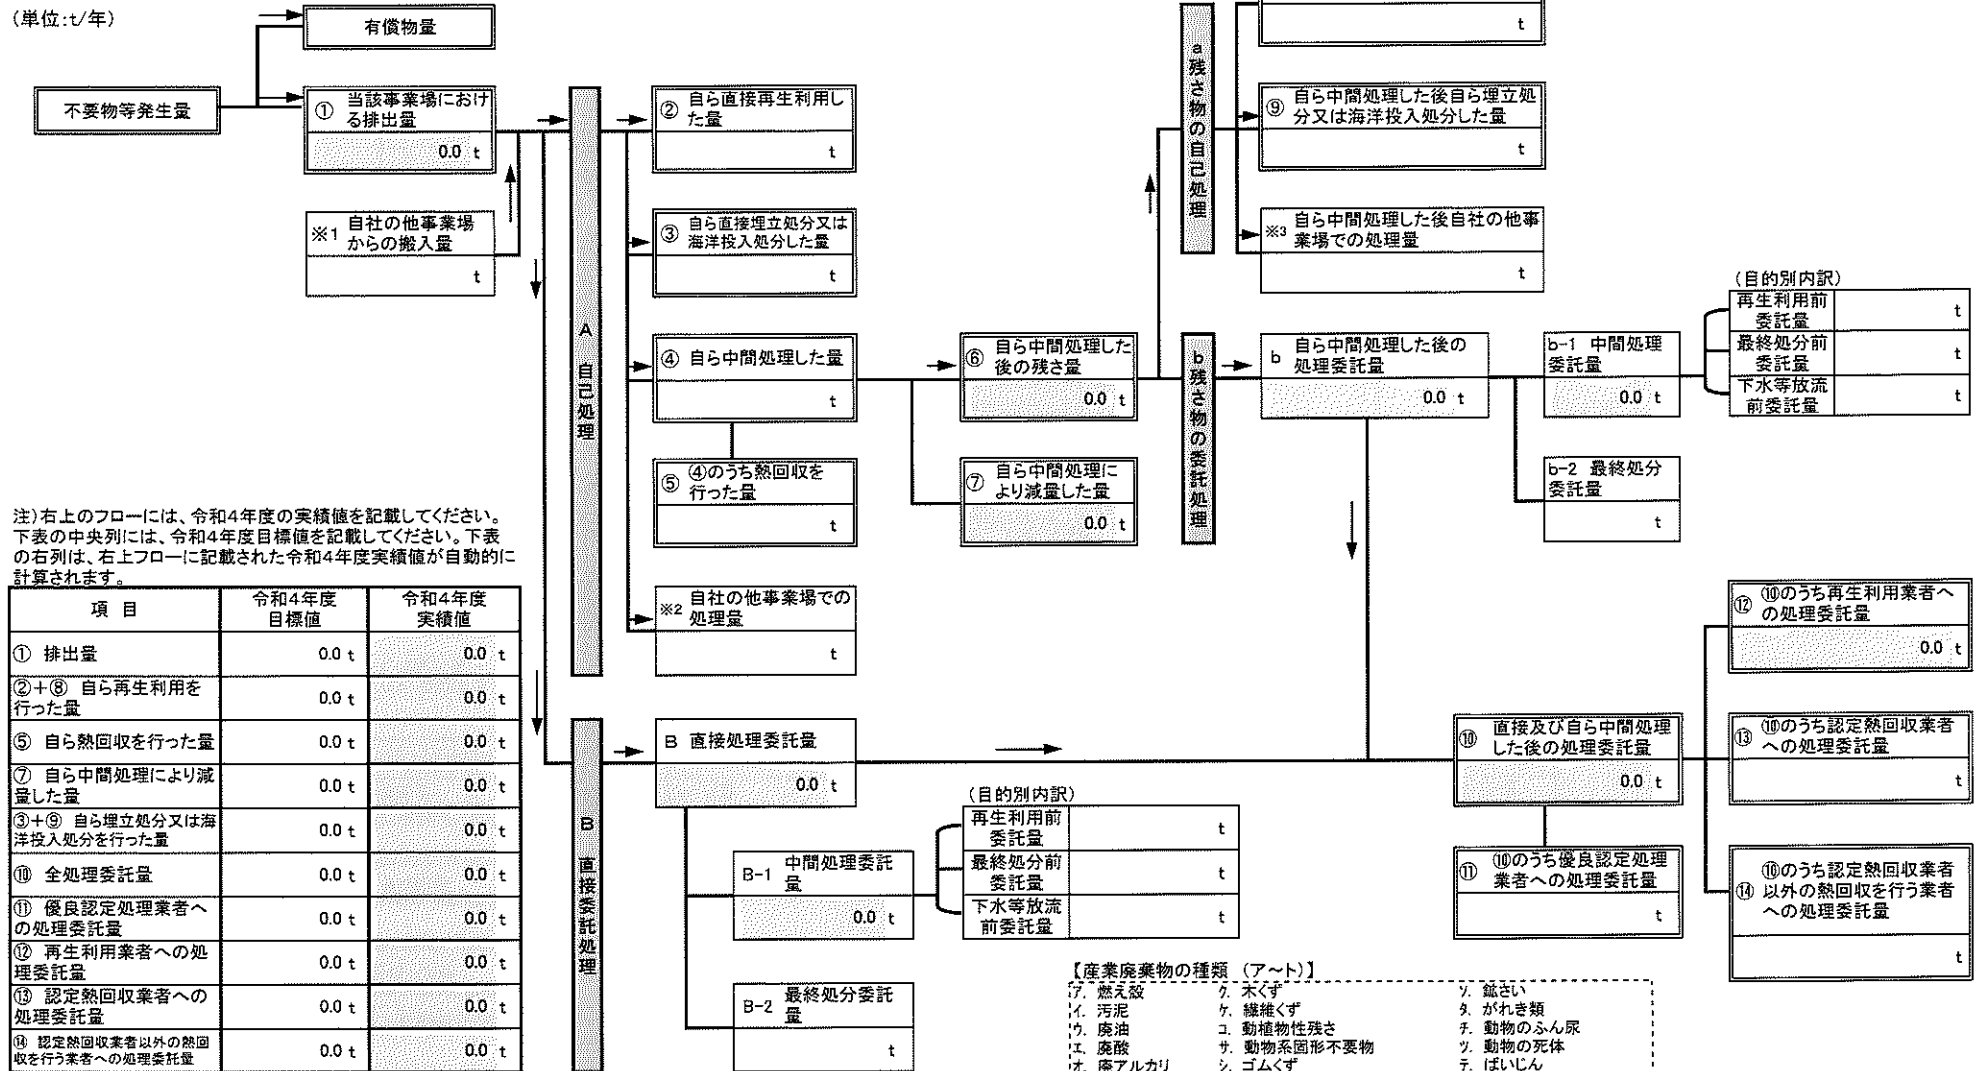 (単位:t/年)
有償物量
不要物等発生量
① 当該事業場におけ
る排出量
0.0 t
※1 自社の他事業場
からの搬入量
t
A 自己処理
② 自ら直接再生利用し
た量
t
③ 自ら直接埋立処分又は
海洋投入処分した量
t
④ 自ら中間処理した量
t
⑤ ④のうち熱回収を
行った量
t
※2 自社の他事業場での
処理量
t
⑥ 自ら中間処理した
後の残さ量
0.0 t
⑦ 自ら中間処理に
より減量した量
0.0 t
a 残さ物の自己処理
t
⑨ 自ら中間処理した後自ら埋立処
分又は海洋投入処分した量
t
※3 自ら中間処理した後自社の他事
業場での処理量
t
b 残さ物の委託処理
b 自ら中間処理した後の
処理委託量
0.0 t
b-1 中間処理
委託量
0.0 t
(目的別内訳)
再生利用前
委託量
t
最終処分前
委託量
t
下水等放流
前委託量
t
b-2 最終処分
委託量
t
注)右上のフローには、令和4年度の実績値を記載してください。
下表の中央列には、令和4年度目標値を記載してください。下表
の右列は、右上フローに記載された令和4年度実績値が自動的に
計算されます。
項 目 令和4年度 目標値 令和4年度 実績値
① 排出量 0.0 t 0.0 t
②+⑧ 自ら再生利用を
行った量 0.0 t 0.0 t
⑤ 自ら熱回収を行った量 0.0 t 0.0 t
⑦ 自ら中間処理により減
量した量 0.0 t 0.0 t
③+⑨ 自ら埋立処分又は海
洋投入処分を行った量 0.0 t 0.0 t
⑩ 全処理委託量 0.0 t 0.0 t
⑪ 優良認定処理業者へ
の処理委託量 0.0 t 0.0 t
⑫ 再生利用業者への処
理委託量 0.0 t 0.0 t
⑬ 認定熱回収業者への
処理委託量 0.0 t 0.0 t
⑭ 認定熱回収業者以外の熱回
収を行う業者への処理委託量 0.0 t 0.0 t
B 直接委託処理
B 直接処理委託量
0.0 t
B-1 中間処理委託
量
0.0 t
(目的別内訳)
再生利用前
委託量
t
最終処分前
委託量
t
下水等放流
前委託量
t
B-2 最終処分委託
量
t
⑩ 直接及び自ら中間処理
した後の処理委託量
0.0 t
⑪ ⑩のうち優良認定処理
業者への処理委託量
t
⑫ ⑩のうち再生利用業者へ
の処理委託量
0.0 t
⑬ ⑩のうち認定熱回収業者
への処理委託量
t
⑭ ⑩のうち認定熱回収業者
以外の熱回収を行う業者
への処理委託量
t
【産業廃棄物の種類 (ア~ト)】
ア. 燃え殻 ク. 木くず ソ. 鉱さい
イ. 汚泥 ケ. 繊維くず タ. がれき類
ウ. 廃油 コ. 動植物性残さ チ. 動物のふん尿
エ. 廃酸 サ. 動物系固形不要物 ツ. 動物の死体
オ. 廃アルカリ シ. ゴムくず テ. ばいじん